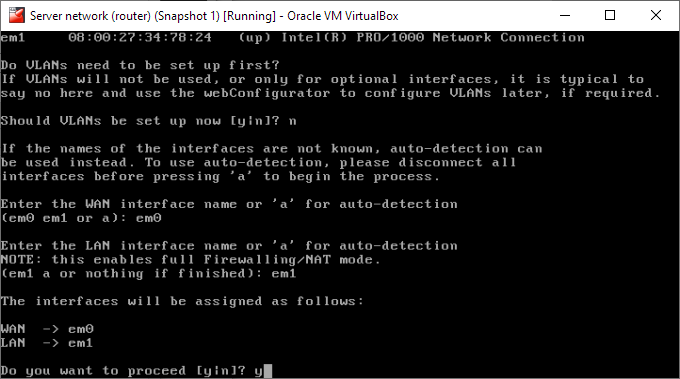 Server network (router) (Snapshot 1) [Running] - Oracle VM VirtualBox
em1 08:00:27:34:78:24 (up) Intel(R) PRO/1000 Network Connection
Do VLANs need to be set up first?
If VLANs will not be used, or only for optional interfaces, it is typical to
say no here and use the webConfigurator to configure VLANs later, if required.
Should VLANs be set up now [y|n]? n
If the names of the interfaces are not known, auto-detection can
be used instead. To use auto-detection, please disconnect all
interfaces before pressing 'a' to begin the process.
Enter the WAN interface name or 'a' for auto-detection
(em0 em1 or a): em0
Enter the LAN interface name or 'a' for auto-detection
NOTE: this enables full Firewalling/NAT mode.
(em1 a or nothing if finished): em1
The interfaces will be assigned as follows:
WAN -> em0
LAN -> em1
Do you want to proceed [y|n]? y